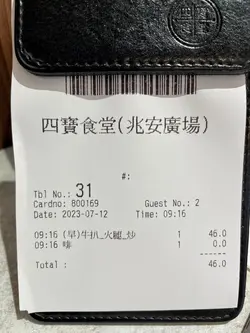 四寶食堂(兆安廣場)
#:
Tbl No.: 31
Cardno: 800169 Guest No.: 2
Date: 2023-07-12 Time: 09:16
09:16 (早)牛扒_火腿_炒 1 46.0
09:16 啡 1 0.0
------
Total : 46.0